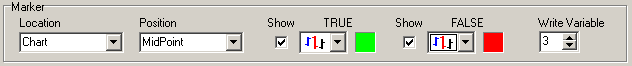 Marker
Location Position Show TRUE Show FALSE Write Variable
Chart MidPoint 3